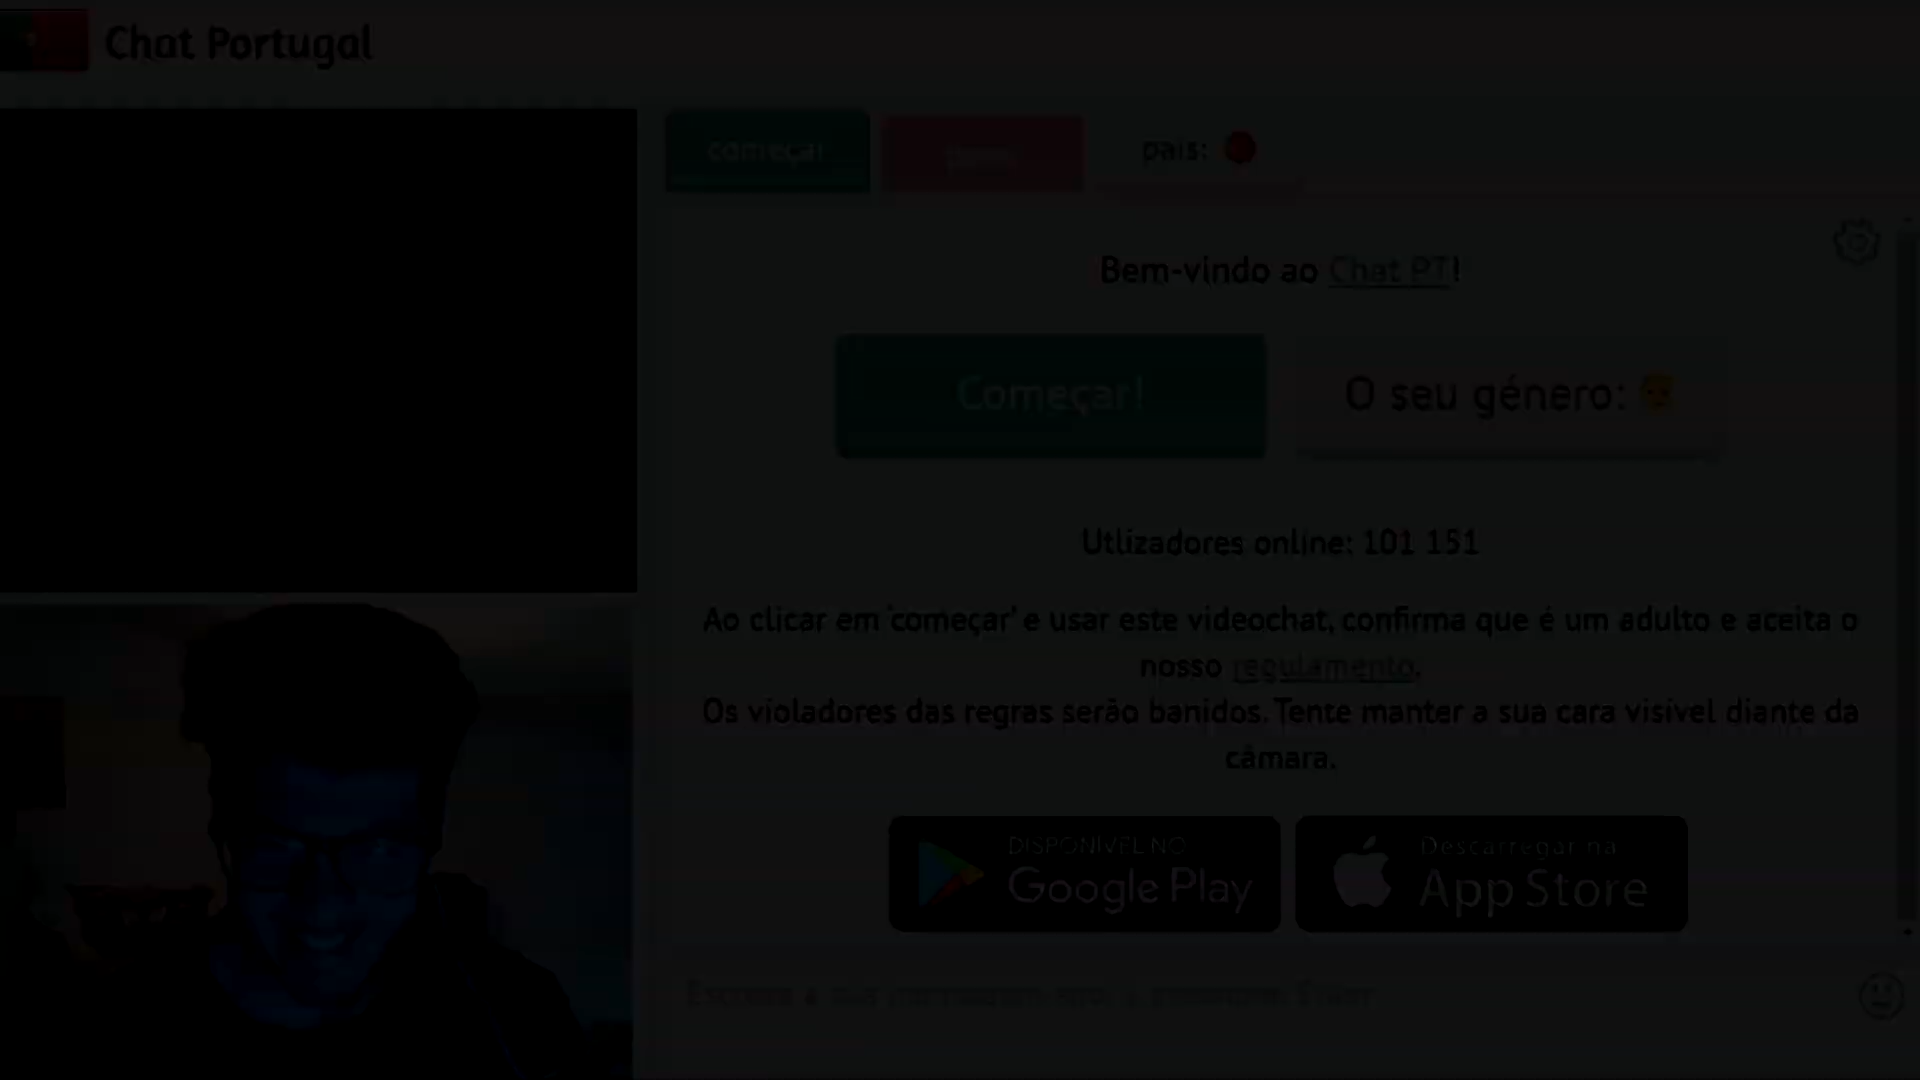 Chat Portugal
começar
país:
Bem-vindo ao Chat PT!
Começar!
O seu género:
Utlizadores online: 101 151
Ao clicar em 'começar' e usar este videochat, confirma que é um adulto e aceita o
nosso regulamento.
Os violadores das regras serão banidos. Tente manter a sua cara visível diante da
câmara.
DISPONÍVEL NO
Google Play
Descarregar na
App Store